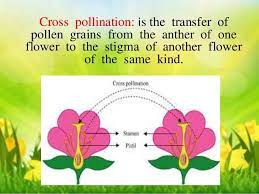 Cross pollination: is the transfer of
pollen grains from the anther of one
flower to the stigma of another flower
of the same kind.
Cross pollination
Stamen
Pistil